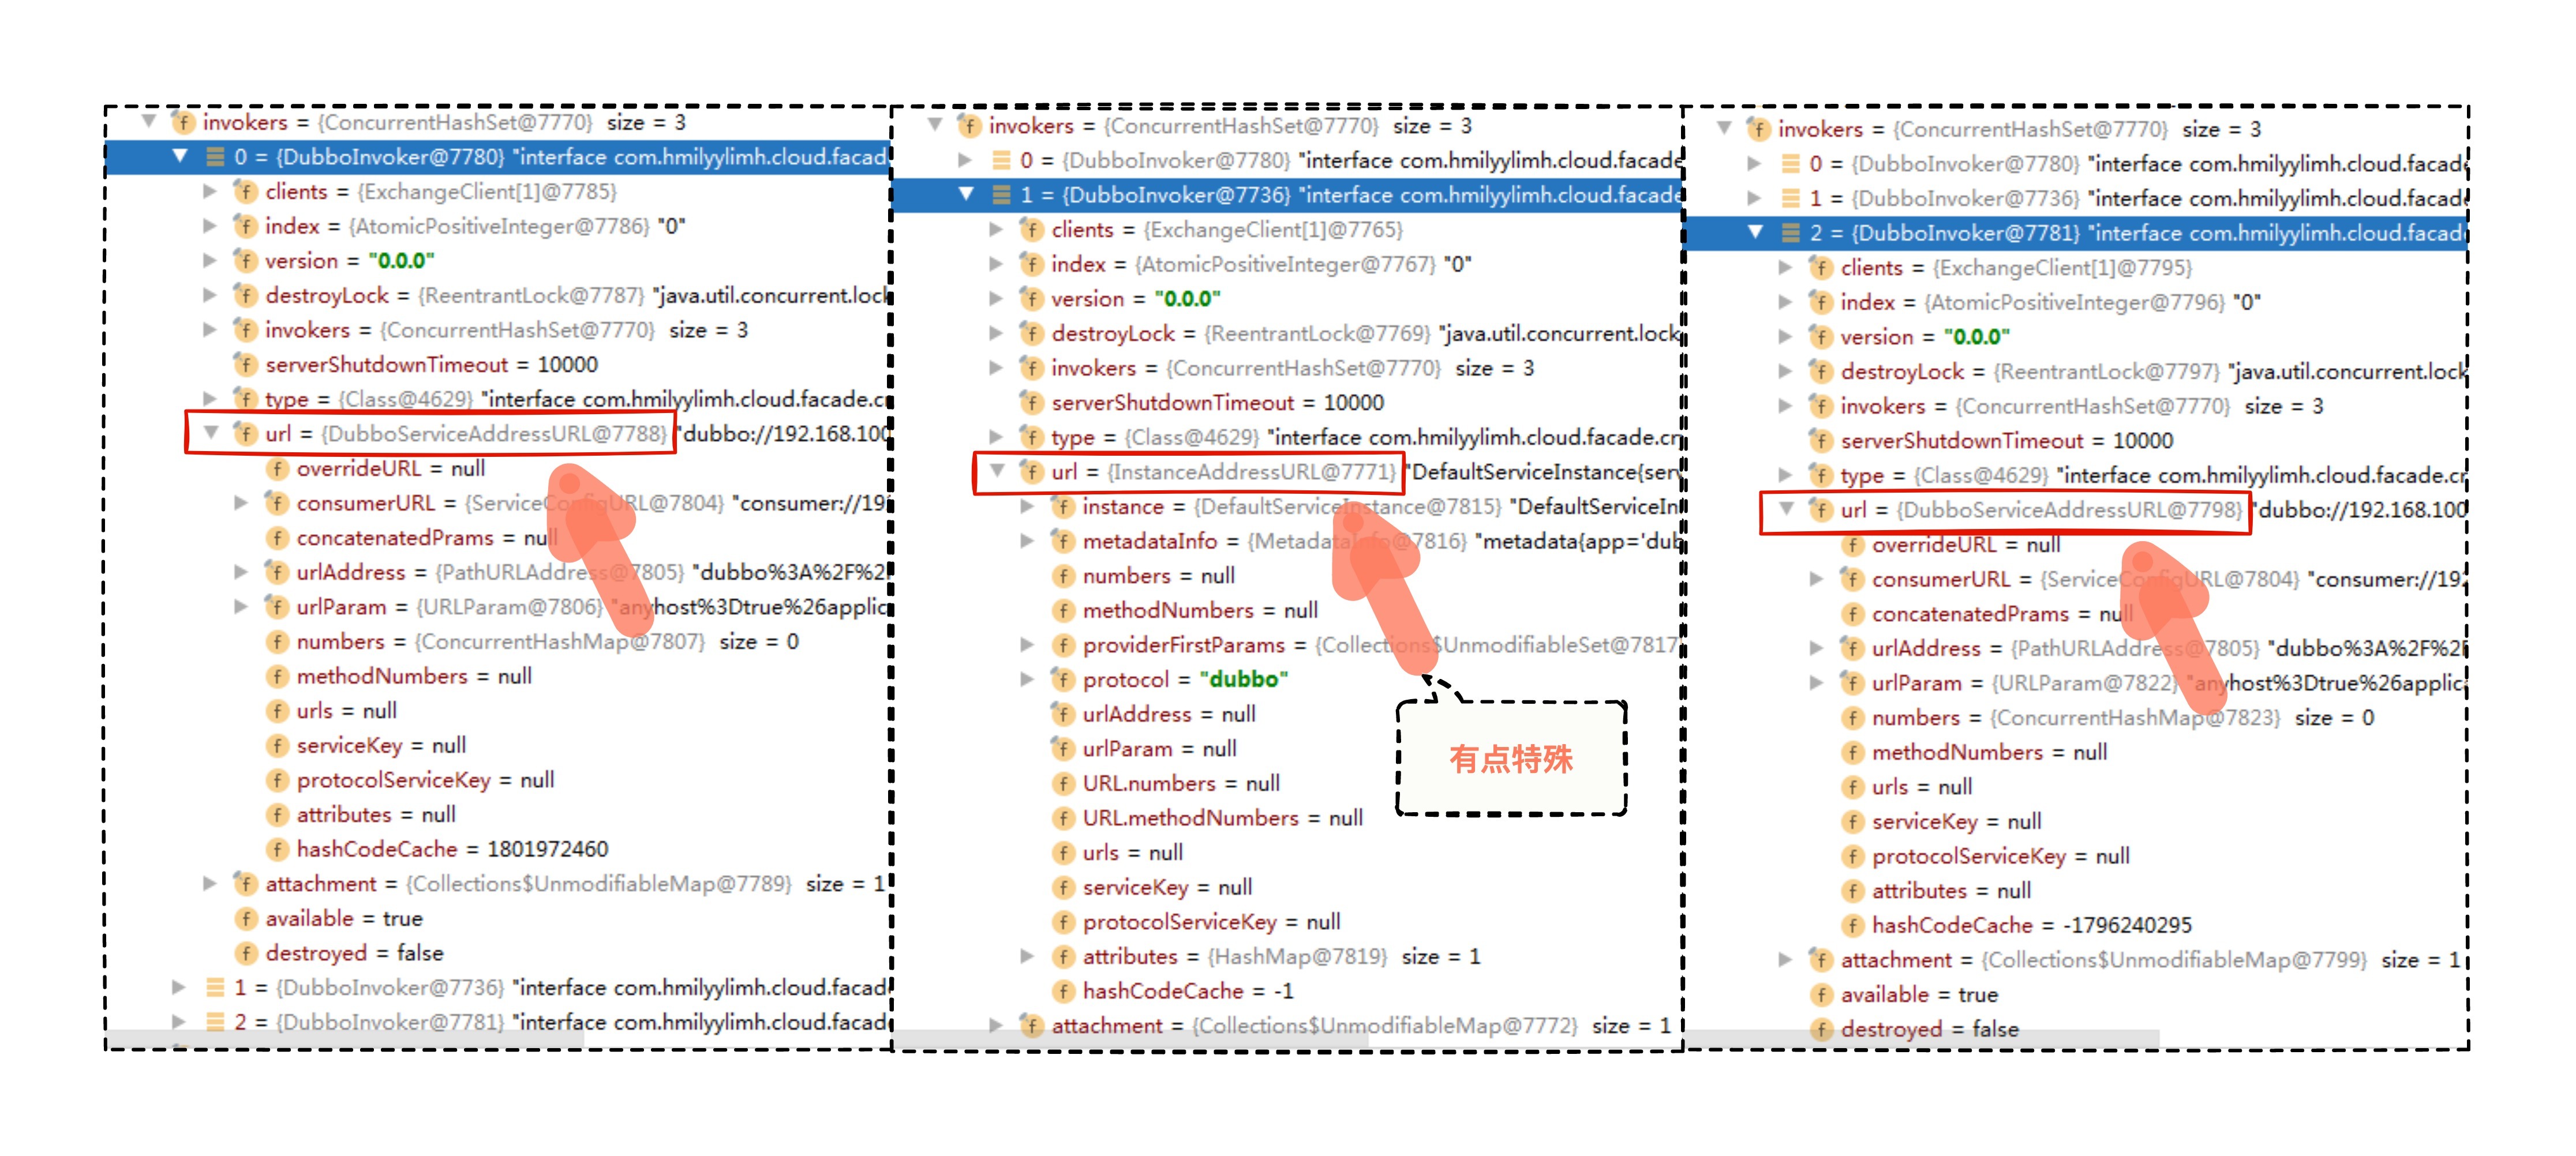 invokers = {ConcurrentHashSet@7770} size = 3
0 = {DubboInvoker@7780} "interface com.hmilyylimh.cloud.facad
clients = {ExchangeClient[1]@7785}
index = {AtomicPositiveInteger@7786} "0"
version = "0.0.0"
destroyLock = {ReentrantLock@7787} "java.util.concurrent.lock
invokers = {ConcurrentHashSet@7770} size = 3
serverShutdownTimeout = 10000
type = {Class@4629} "interface com.hmilyylimh.cloud.facade.c
url = {DubboServiceAddressURL@7788} "dubbo://192.168.100
overrideURL = null
consumerURL = {ServiceConfigURL@7804} "consumer://19
concatenatedPrams = null
urlAddress = {PathURLAddress@7805} "dubbo%3A%2F%2
urlParam = {URLParam@7806} "anyhost%3Dtrue%26applic
numbers = {ConcurrentHashMap@7807} size = 0
methodNumbers = null
urls = null
serviceKey = null
protocolServiceKey = null
attributes = null
hashCodeCache = 1801972460
attachment = {Collections$UnmodifiableMap@7789} size = 1
available = true
destroyed = false
1 = {DubboInvoker@7736} "interface com.hmilyylimh.cloud.facad
2 = {DubboInvoker@7781} "interface com.hmilyylimh.cloud.facad
invokers = {ConcurrentHashSet@7770} size = 3
0 = {DubboInvoker@7780} "interface com.hmilyylimh.cloud.facade
1 = {DubboInvoker@7736} "interface com.hmilyylimh.cloud.facade
clients = {ExchangeClient[1]@7765}
index = {AtomicPositiveInteger@7767} "0"
version = "0.0.0"
destroyLock = {ReentrantLock@7769} "java.util.concurrent.lock
invokers = {ConcurrentHashSet@7770} size = 3
serverShutdownTimeout = 10000
type = {Class@4629} "interface com.hmilyylimh.cloud.facade.cr
url = {InstanceAddressURL@7771} "DefaultServiceInstance{serv
instance = {DefaultServiceInstance@7815} "DefaultServiceIn
metadataInfo = {MetadataInfo@7816} "metadata{app='dub
numbers = null
methodNumbers = null
providerFirstParams = {Collections$UnmodifiableSet@7817
protocol = "dubbo"
urlAddress = null
urlParam = null
URL.numbers = null
URL.methodNumbers = null
urls = null
serviceKey = null
protocolServiceKey = null
attributes = {HashMap@7819} size = 1
hashCodeCache = -1
attachment = {Collections$UnmodifiableMap@7772} size = 1
有点特殊
invokers = {ConcurrentHashSet@7770} size = 3
0 = {DubboInvoker@7780} "interface com.hmilyylimh.cloud.facad
1 = {DubboInvoker@7736} "interface com.hmilyylimh.cloud.facad
2 = {DubboInvoker@7781} "interface com.hmilyylimh.cloud.facad
clients = {ExchangeClient[1]@7795}
index = {AtomicPositiveInteger@7796} "0"
version = "0.0.0"
destroyLock = {ReentrantLock@7797} "java.util.concurrent.lock
invokers = {ConcurrentHashSet@7770} size = 3
serverShutdownTimeout = 10000
type = {Class@4629} "interface com.hmilyylimh.cloud.facade.cr
url = {DubboServiceAddressURL@7798} "dubbo://192.168.100
overrideURL = null
consumerURL = {ServiceConfigURL@7804} "consumer://19
concatenatedPrams = null
urlAddress = {PathURLAddress@7805} "dubbo%3A%2F%2
urlParam = {URLParam@7822} "anyhost%3Dtrue%26applic
numbers = {ConcurrentHashMap@7823} size = 0
methodNumbers = null
urls = null
serviceKey = null
protocolServiceKey = null
attributes = null
hashCodeCache = -1796240295
attachment = {Collections$UnmodifiableMap@7799} size = 1
available = true
destroyed = false